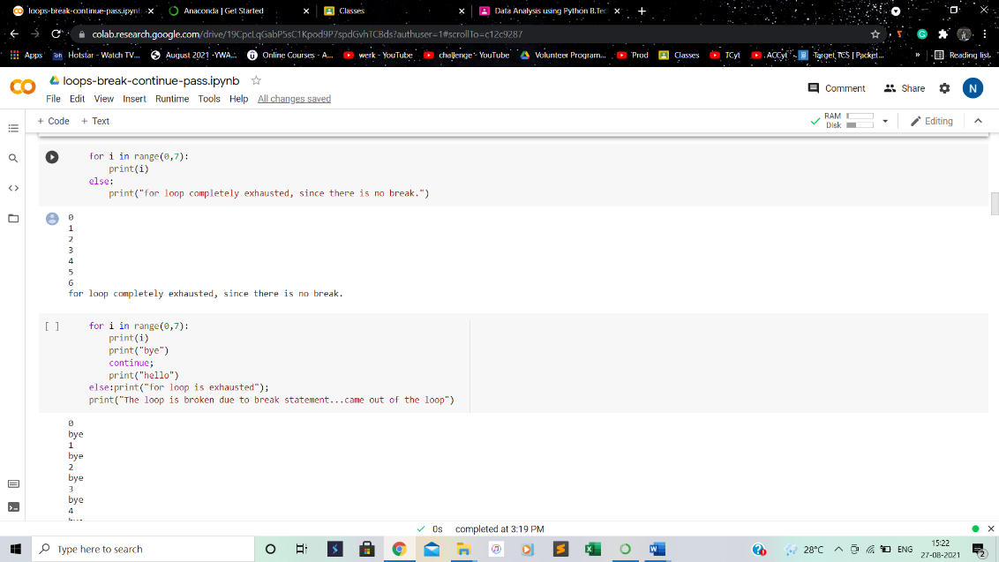 loops-break-continue-pass.ipynb
Anaconda | Get Started
Classes
Data Analysis using Python B.Tec
colab.research.google.com/drive/19CpcLqGabP5sC1Kpod9P7spdGvhTCBds?authuser=1#scrollTo=c12c9287
Apps
Hotstar - Watch TV...
August 2021 -YWA...
Online Courses - A...
werk - YouTube
challenge - YouTube
Volunteer Program...
Prod
Classes
TCyt
ACCyt
Target TCS | Packet...
»
Reading list
loops-break-continue-pass.ipynb
File Edit View Insert Runtime Tools Help All changes saved
Comment Share N
+ Code + Text
RAM
Disk
Editing
for i in range(0,7):
print(i)
else:
print("for loop completely exhausted, since there is no break.")
0
1
2
3
4
5
6
for loop completely exhausted, since there is no break.
[ ] for i in range(0,7):
print(i)
print("bye")
continue;
print("hello")
else:print("for loop is exhausted");
print("The loop is broken due to break statement...came out of the loop")
0
bye
1
bye
2
bye
3
bye
4
0s completed at 3:19 PM
Type here to search
28°C
ENG
15:22
27-08-2021
2